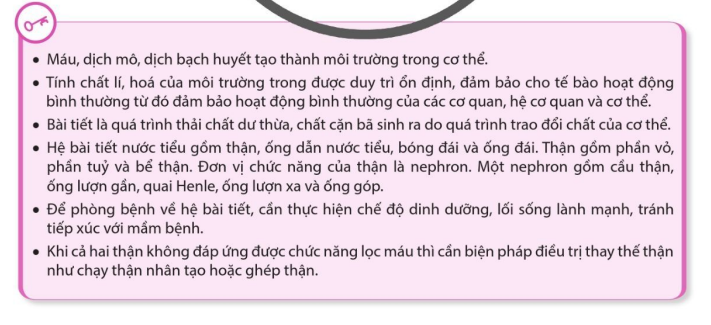 • Máu, dịch mô, dịch bạch huyết tạo thành môi trường trong cơ thể.
• Tính chất lí, hoá của môi trường trong được duy trì ổn định, đảm bảo cho tế bào hoạt động
bình thường từ đó đảm bảo hoạt động bình thường của các cơ quan, hệ cơ quan và cơ thể.
• Bài tiết là quá trình thải chất dư thừa, chất cặn bã sinh ra do quá trình trao đổi chất của cơ thể.
• Hệ bài tiết nước tiểu gồm thận, ống dẫn nước tiểu, bóng đái và ống đái. Thận gồm phần vỏ,
phần tuỷ và bể thận. Đơn vị chức năng của thận là nephron. Một nephron gồm cầu thận,
ống lượn gần, quai Henle, ống lượn xa và ống góp.
• Để phòng bệnh về hệ bài tiết, cần thực hiện chế độ dinh dưỡng, lối sống lành mạnh, tránh
tiếp xúc với mầm bệnh.
• Khi cả hai thận không đáp ứng được chức năng lọc máu thì cần biện pháp điều trị thay thế thận
như chạy thận nhân tạo hoặc ghép thận.